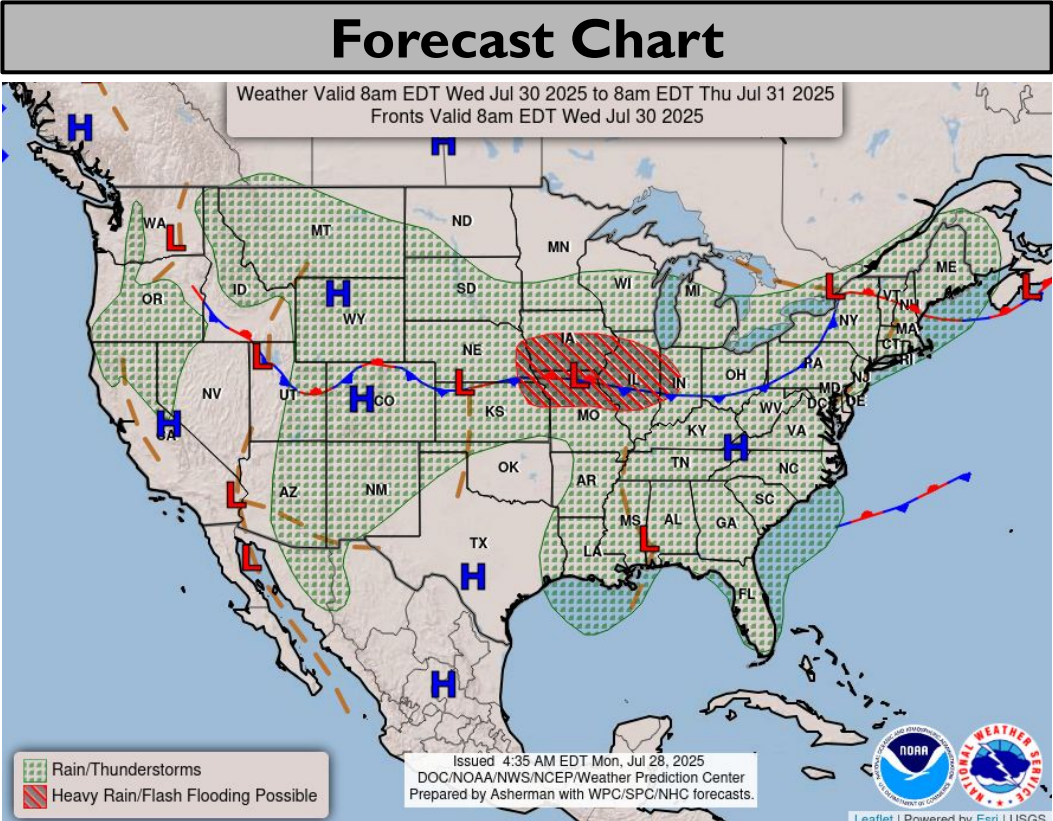 Forecast Chart
Weather Valid 8am EDT Wed Jul 30 2025 to 8am EDT Thu Jul 31 2025
Fronts Valid 8am EDT Wed Jul 30 2025
H
H
WA
L
MT
ND
MN
ME
OR
ID
H
WY
SD
WI
MI
L
VT
NH
L
NY
MA
CT
RI
L
NE
IA
L
IL
IN
OH
PA
NJ
NV
UT
H
CO
L
KS
MO
MD
DE
DC
WV
VA
H
CA
KY
H
OK
AR
TN
NC
L
AZ
NM
MS
AL
GA
SC
L
TX
LA
L
H
FL
H
Rain/Thunderstorms
Heavy Rain/Flash Flooding Possible
Issued 4:35 AM EDT Mon, Jul 28, 2025
DOC/NOAA/NWS/NCEP/Weather Prediction Center
Prepared by Asherman with WPC/SPC/NHC forecasts.
NOAA
NATIONAL WEATHER SERVICE
Leaflet | Powered by Esri | USGS